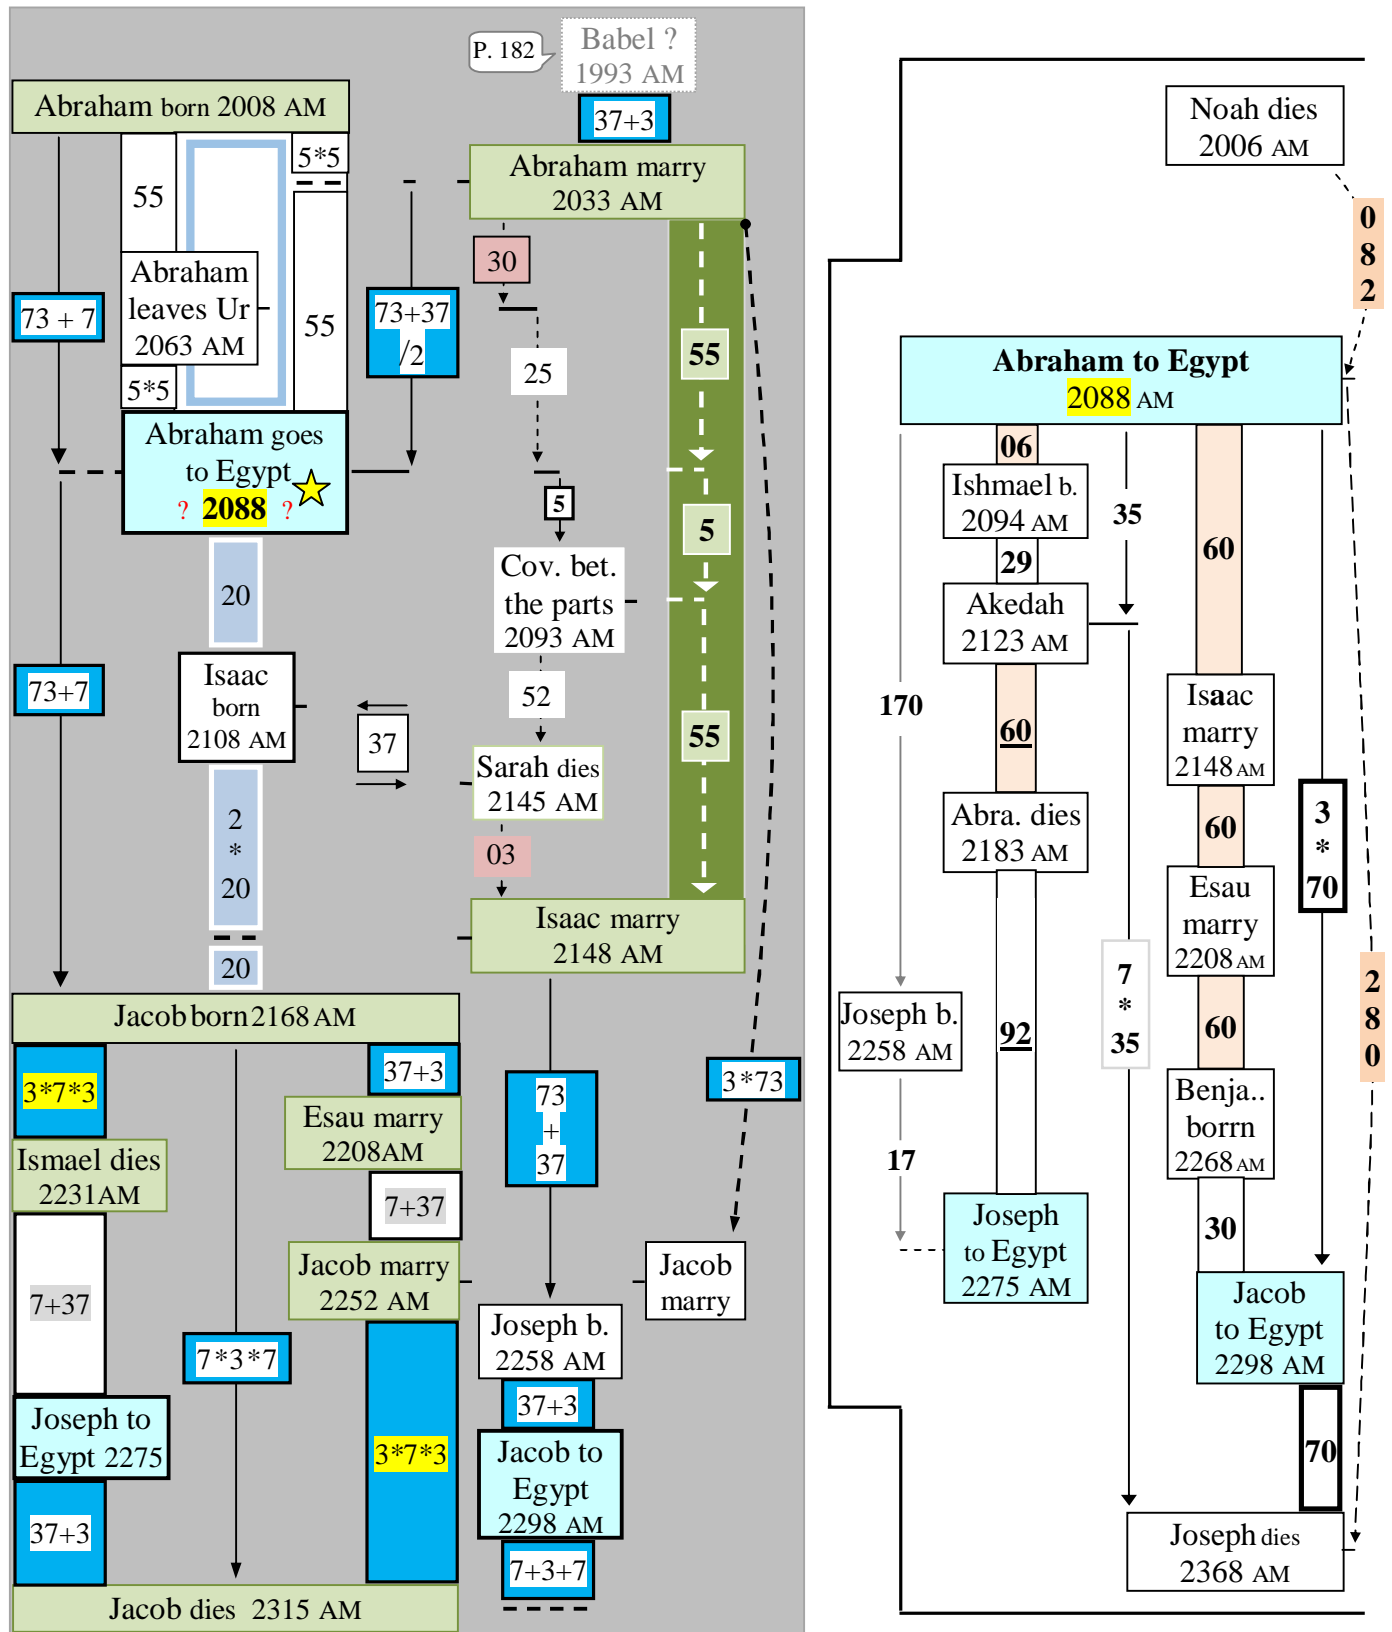 P. 182
Babel ?
1993 AM
37+3
Abraham born 2008 AM
5*5
55
Abraham
leaves Ur
2063 AM
5*5
55
73 + 7
73+37
/2
Abraham marry
2033 AM
30
25
5
55
5
55
Abraham goes
to Egypt
? 2088 ?
20
Cov. bet.
the parts
2093 AM
52
73+7
Isaac
born
2108 AM
37
Sarah dies
2145 AM
03
2
*
20
20
Isaac marry
2148 AM
Jacob born 2168 AM
3*7*3
37+3
Esau marry
2208AM
73
+
37
3*73
Ismael dies
2231AM
7+37
7+37
Jacob marry
2252 AM
Jacob
marry
7*3*7
Joseph b.
2258 AM
37+3
Joseph to
Egypt 2275
3*7*3
Jacob to
Egypt
2298 AM
37+3
7+3+7
Jacob dies 2315 AM
Noah dies
2006 AM
0
8
2
Abraham to Egypt
2088 AM
06
Ishmael b.
2094 AM
35
60
29
Akedah
2123 AM
170
60
Isaac
marry
2148 AM
3
*
70
Abra. dies
2183 AM
60
Esau
marry
2208 AM
7
*
35
2
8
0
Joseph b.
2258 AM
92
60
Benja..
borrn
2268 AM
17
30
Joseph
to Egypt
2275 AM
Jacob
to Egypt
2298 AM
70
Joseph dies
2368 AM